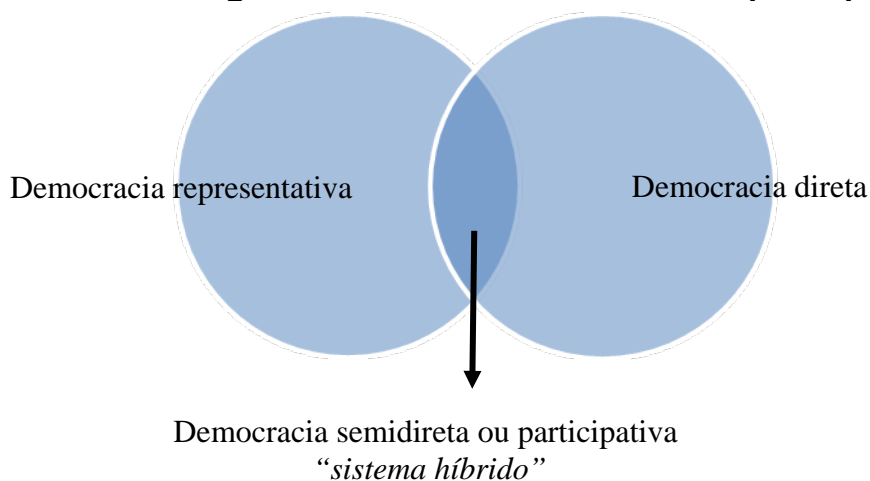 Democracia representativa
Democracia direta
Democracia semidireta ou participativa
“sistema híbrido”